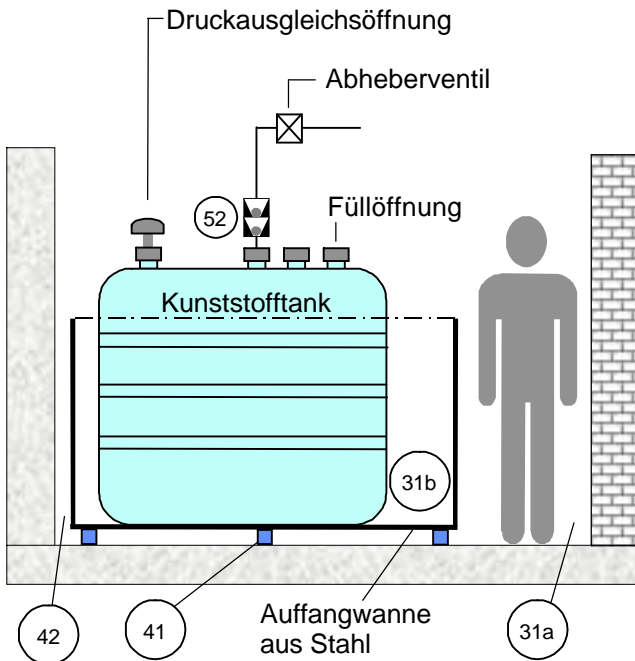 Druckausgleichsöffnung
Abheberventil
52
Füllöffnung
Kunststofftank
31b
42
41
Auffangwanne
aus Stahl
31a